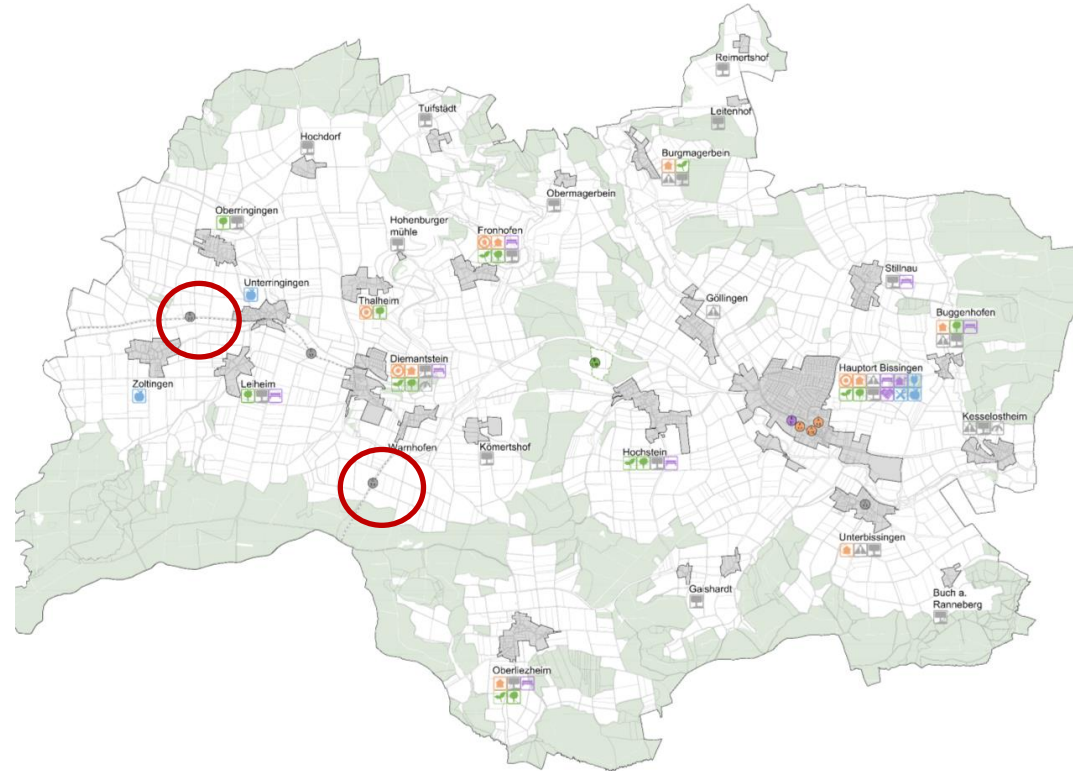 Reimertshof
Leitenhof
Tuifstädt
Hochdorf
Burgmagerbein
Obermagerbein
Oberringingen
Hohenburger
mühle
Fronhofen
Stillnau
Unterringingen
Thalheim
Göllingen
Buggenhofen
Diemantstein
Hauptort Bissingen
Zoltingen
Leiheim
Warnhofen
Kömertshof
Hochstein
Kesselostheim
Unterbissingen
Gaishardt
Buch a.
Ranneberg
Oberliezheim